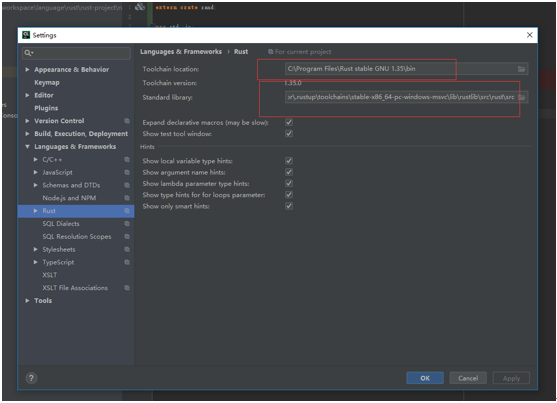 workspace\language\rust\rust-project\r
1
extern crate rand;
Settings
Languages & Frameworks › Rust
For current project
Appearance & Behavior
Keymap
Editor
Plugins
Version Control
Build, Execution, Deployment
Languages & Frameworks
C/C++
JavaScript
Schemas and DTDs
Node.js and NPM
Rust
SQL Dialects
SQL Resolution Scopes
Stylesheets
TypeScript
XSLT
XSLT File Associations
Tools
Toolchain location:
C:\Program Files\Rust stable GNU 1.35\bin
Toolchain version:
1.35.0
Standard library:
.rustup\toolchains\stable-x86_64-pc-windows-msvc\lib\rustlib\src\rust\src
Expand declarative macros (may be slow):
Show test tool window:
Hints
Show local variable type hints:
Show argument name hints:
Show lambda parameter type hints:
Show type hints for for loops parameter:
Show only smart hints:
?
OK
Cancel
Apply